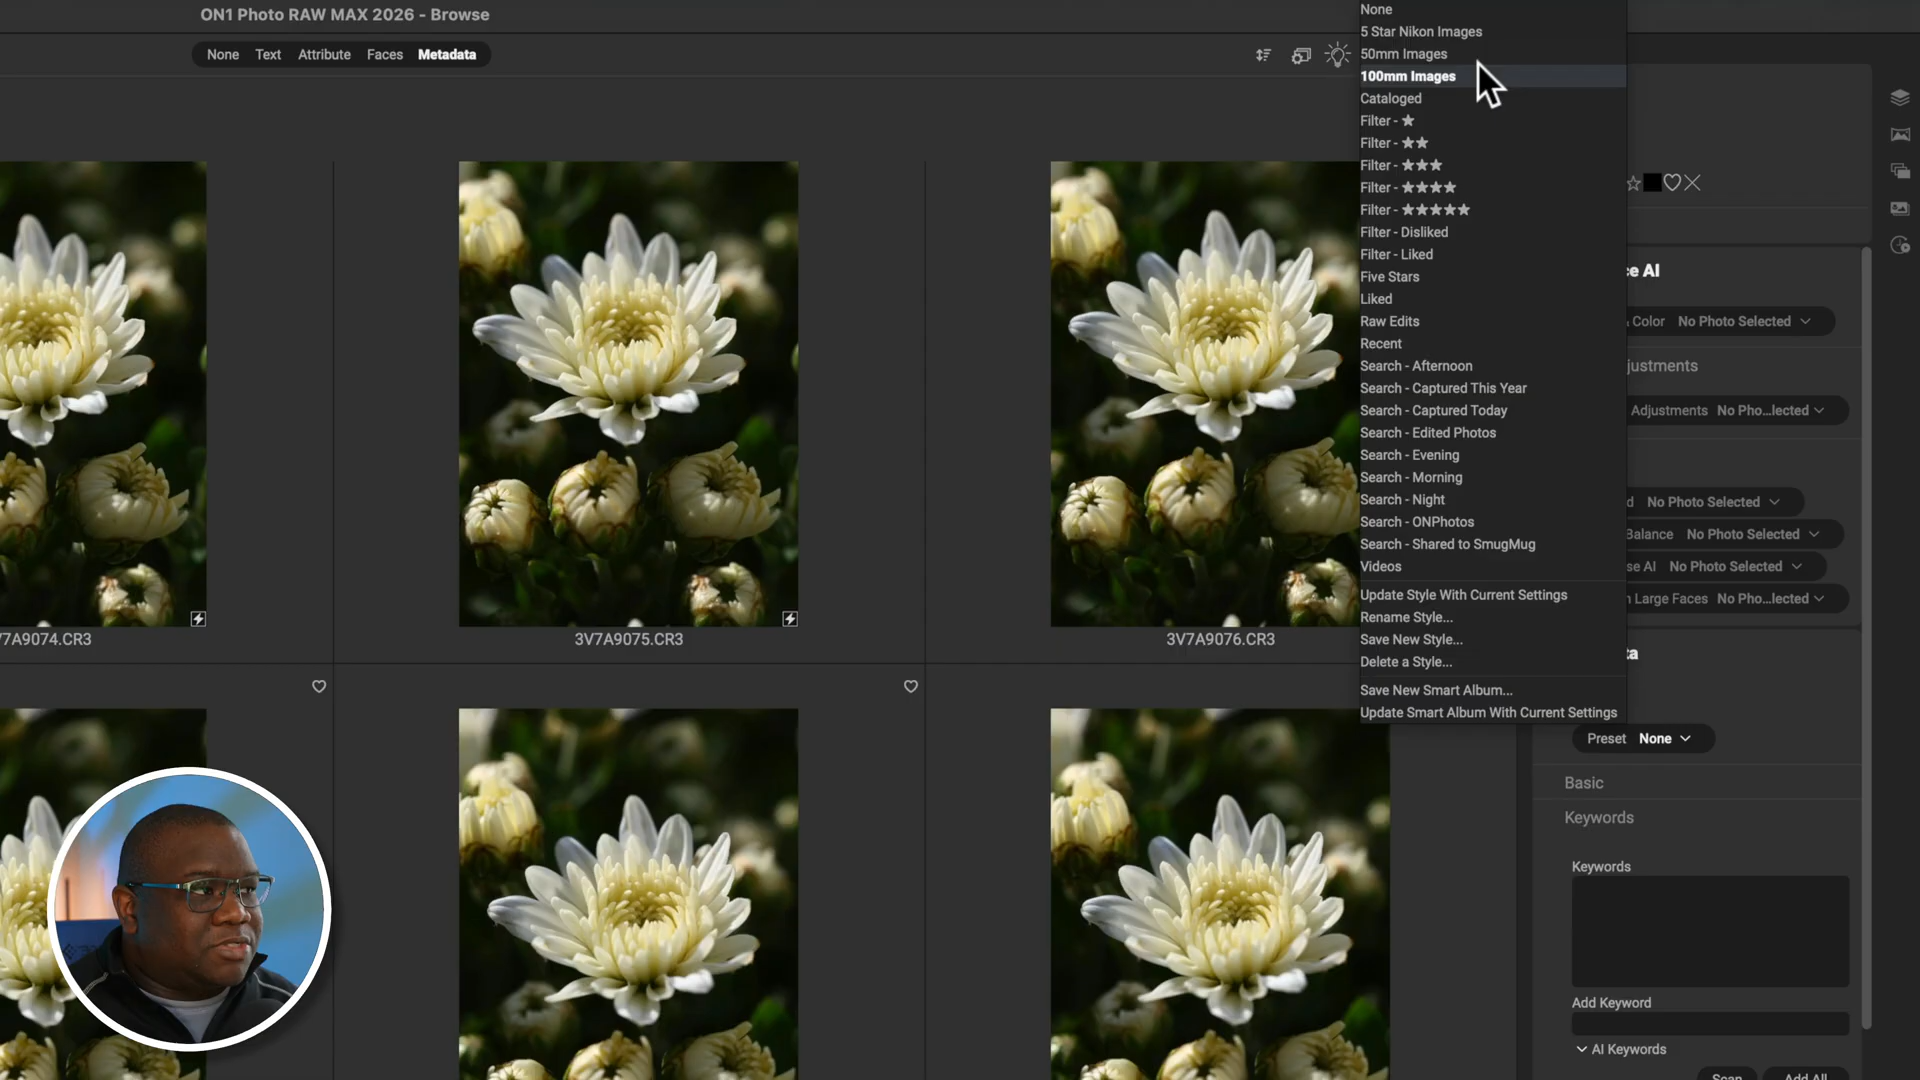 ON1 Photo RAW MAX 2026 - Browse
None Text Attribute Faces Metadata
None
5 Star Nikon Images
50mm Images
100mm Images
Cataloged
Filter - ★
Filter - ★★
Filter - ★★★
Filter - ★★★★
Filter - ★★★★★
Filter - Disliked
Filter - Liked
Five Stars
Liked
Raw Edits
Recent
Search - Afternoon
Search - Captured This Year
Search - Captured Today
Search - Edited Photos
Search - Evening
Search - Morning
Search - Night
Search - ONPhotos
Search - Shared to SmugMug
Videos
Update Style With Current Settings
Rename Style...
Save New Style...
Delete a Style...
Save New Smart Album...
Update Smart Album With Current Settings
7A9074.CR3
3V7A9075.CR3
3V7A9076.CR3
ce AI
Color No Photo Selected
justments
Adjustments No Pho...lected
d No Photo Selected
Balance No Photo Selected
se AI No Photo Selected
n Large Faces No Pho...lected
ta
Preset None
Basic
Keywords
Keywords
Add Keyword
AI Keywords
Scan Add All